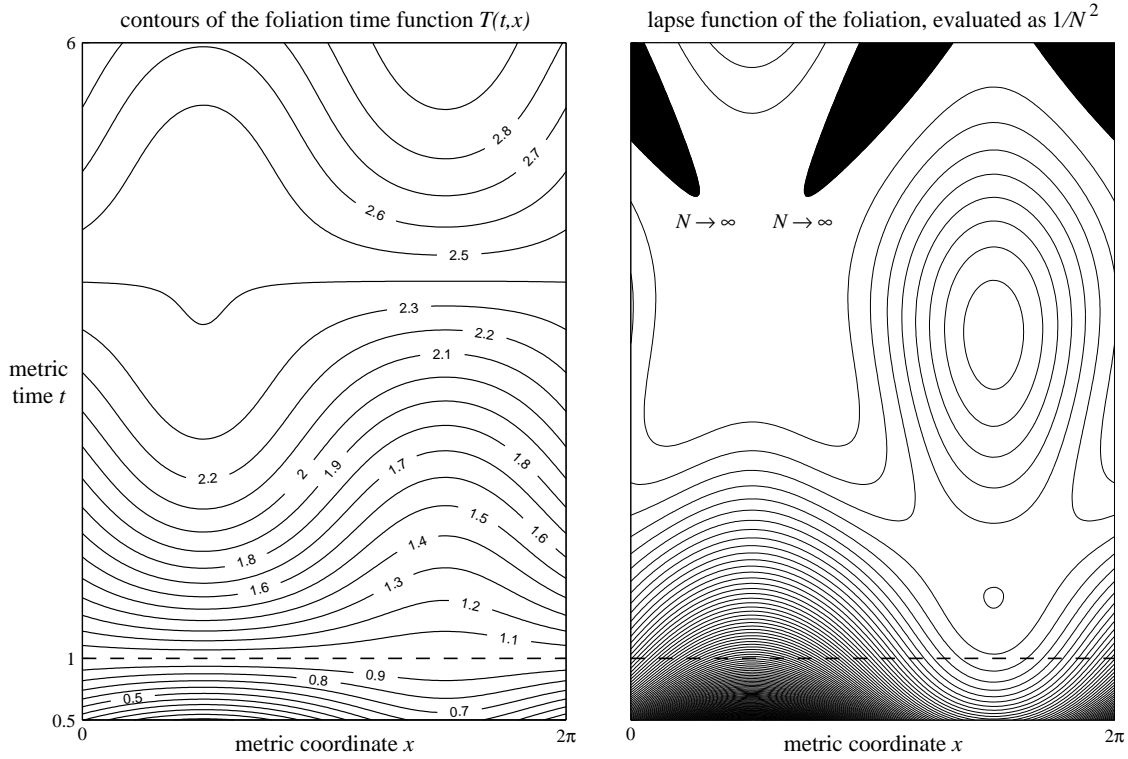 contours of the foliation time function T(t,x)
6
2.8
2.7
2.6
2.5
2.3
2.2
2.1
metric
time t
2.2
2
1.9
1.7
1.8
1.8
1.6
1.5
1.6
1.4
1.3
1.2
1.1
1
0.9
0.8
0.5
0.7
0.5
0
metric coordinate x
2π
lapse function of the foliation, evaluated as 1/N²
N → ∞
N → ∞
0
metric coordinate x
2π